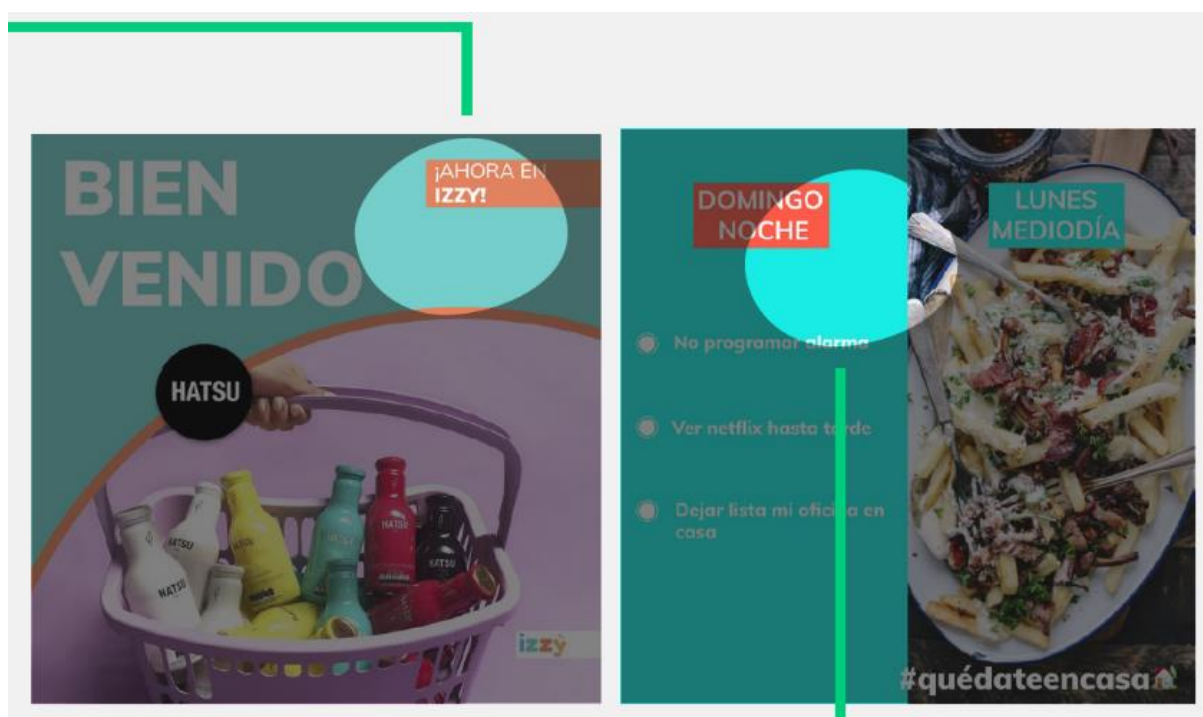 BIEN
VENIDO
¡AHORA EN
IZZY!
HATSU
HATSU
HATSU
HATSU
HATSU
izzy
DOMINGO
NOCHE
LUNES
MEDIODÍA
No programar alarma
Ver netflix hasta tarde
Dejar lista mi oficina en
casa
#quédateencasa